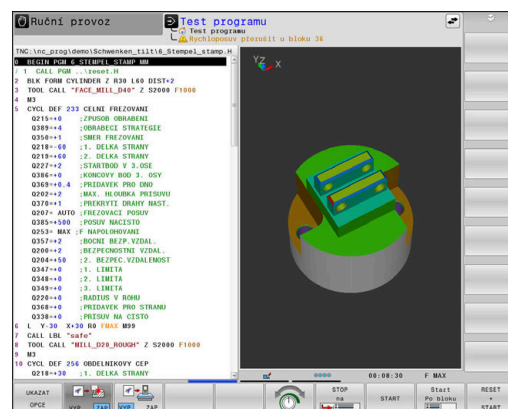 Ruční provoz
Test programu
Test programu
Rychloposuv přerušit u bloku 36
TNC:\nc_prog\demo\Schwenken_tilt\6_Stempel_stamp.H
0 BEGIN PGM 6_STEMPEL_STAMP MM
/ 1 CALL PGM ..\reset.H
2 BLK FORM CYLINDER Z R30 L60 DIST+2
3 TOOL CALL "FACE_MILL_D40" Z S2000 F1000
4 M3
5 CYCL DEF 233 CELNI FREZOVANI
Q215=+0 ;ZPUSOB OBRABENI
Q389=+4 ;OBRABECI STRATEGIE
Q350=+1 ;SMER FREZOVANI
Q218=-60 ;1. DELKA STRANY
Q219=+60 ;2. DELKA STRANY
Q227=+2 ;STARTBOD V 3.OSE
Q386=+0 ;KONCOVY BOD 3. OSY
Q369=+0.4 ;PRIDAVEK PRO DNO
Q202=+2 ;MAX. HLOUBKA PRISUVU
Q370=+1 ;PREKRYTI DRAHY NAST.
Q207= AUTO ;FREZOVACI POSUV
Q385=+500 ;POSUV NACISTO
Q253= MAX ;F NAPOLOHOVANI
Q357=+2 ;BOCNI BEZP.VZDAL.
Q200=+2 ;BEZPECNOSTNI VZDAL.
Q204=+50 ;2. BEZPEC.VZDALENOST
Q347=+0 ;1. LIMITA
Q348=+0 ;2. LIMITA
Q349=+0 ;3. LIMITA
Q220=+0 ;RADIUS V ROHU
Q368=+0 ;PRIDAVEK PRO STRANU
Q338=+0 ;PRISUV NA CISTO
6 L Y-30 X+30 R0 FMAX M99
7 CALL LBL "safe"
8 TOOL CALL "MILL_D20_ROUGH" Z S2000 F1000
9 M3
10 CYCL DEF 256 OBDELNIKOVY CEP
Q218=+30 ;1. DELKA STRANY
YZ X
00:08:30 F MAX
UKAZAT
OPCE
VYP ZAP
VYP ZAP
STOP
na
START
Start
Po bloku
RESET
+
START